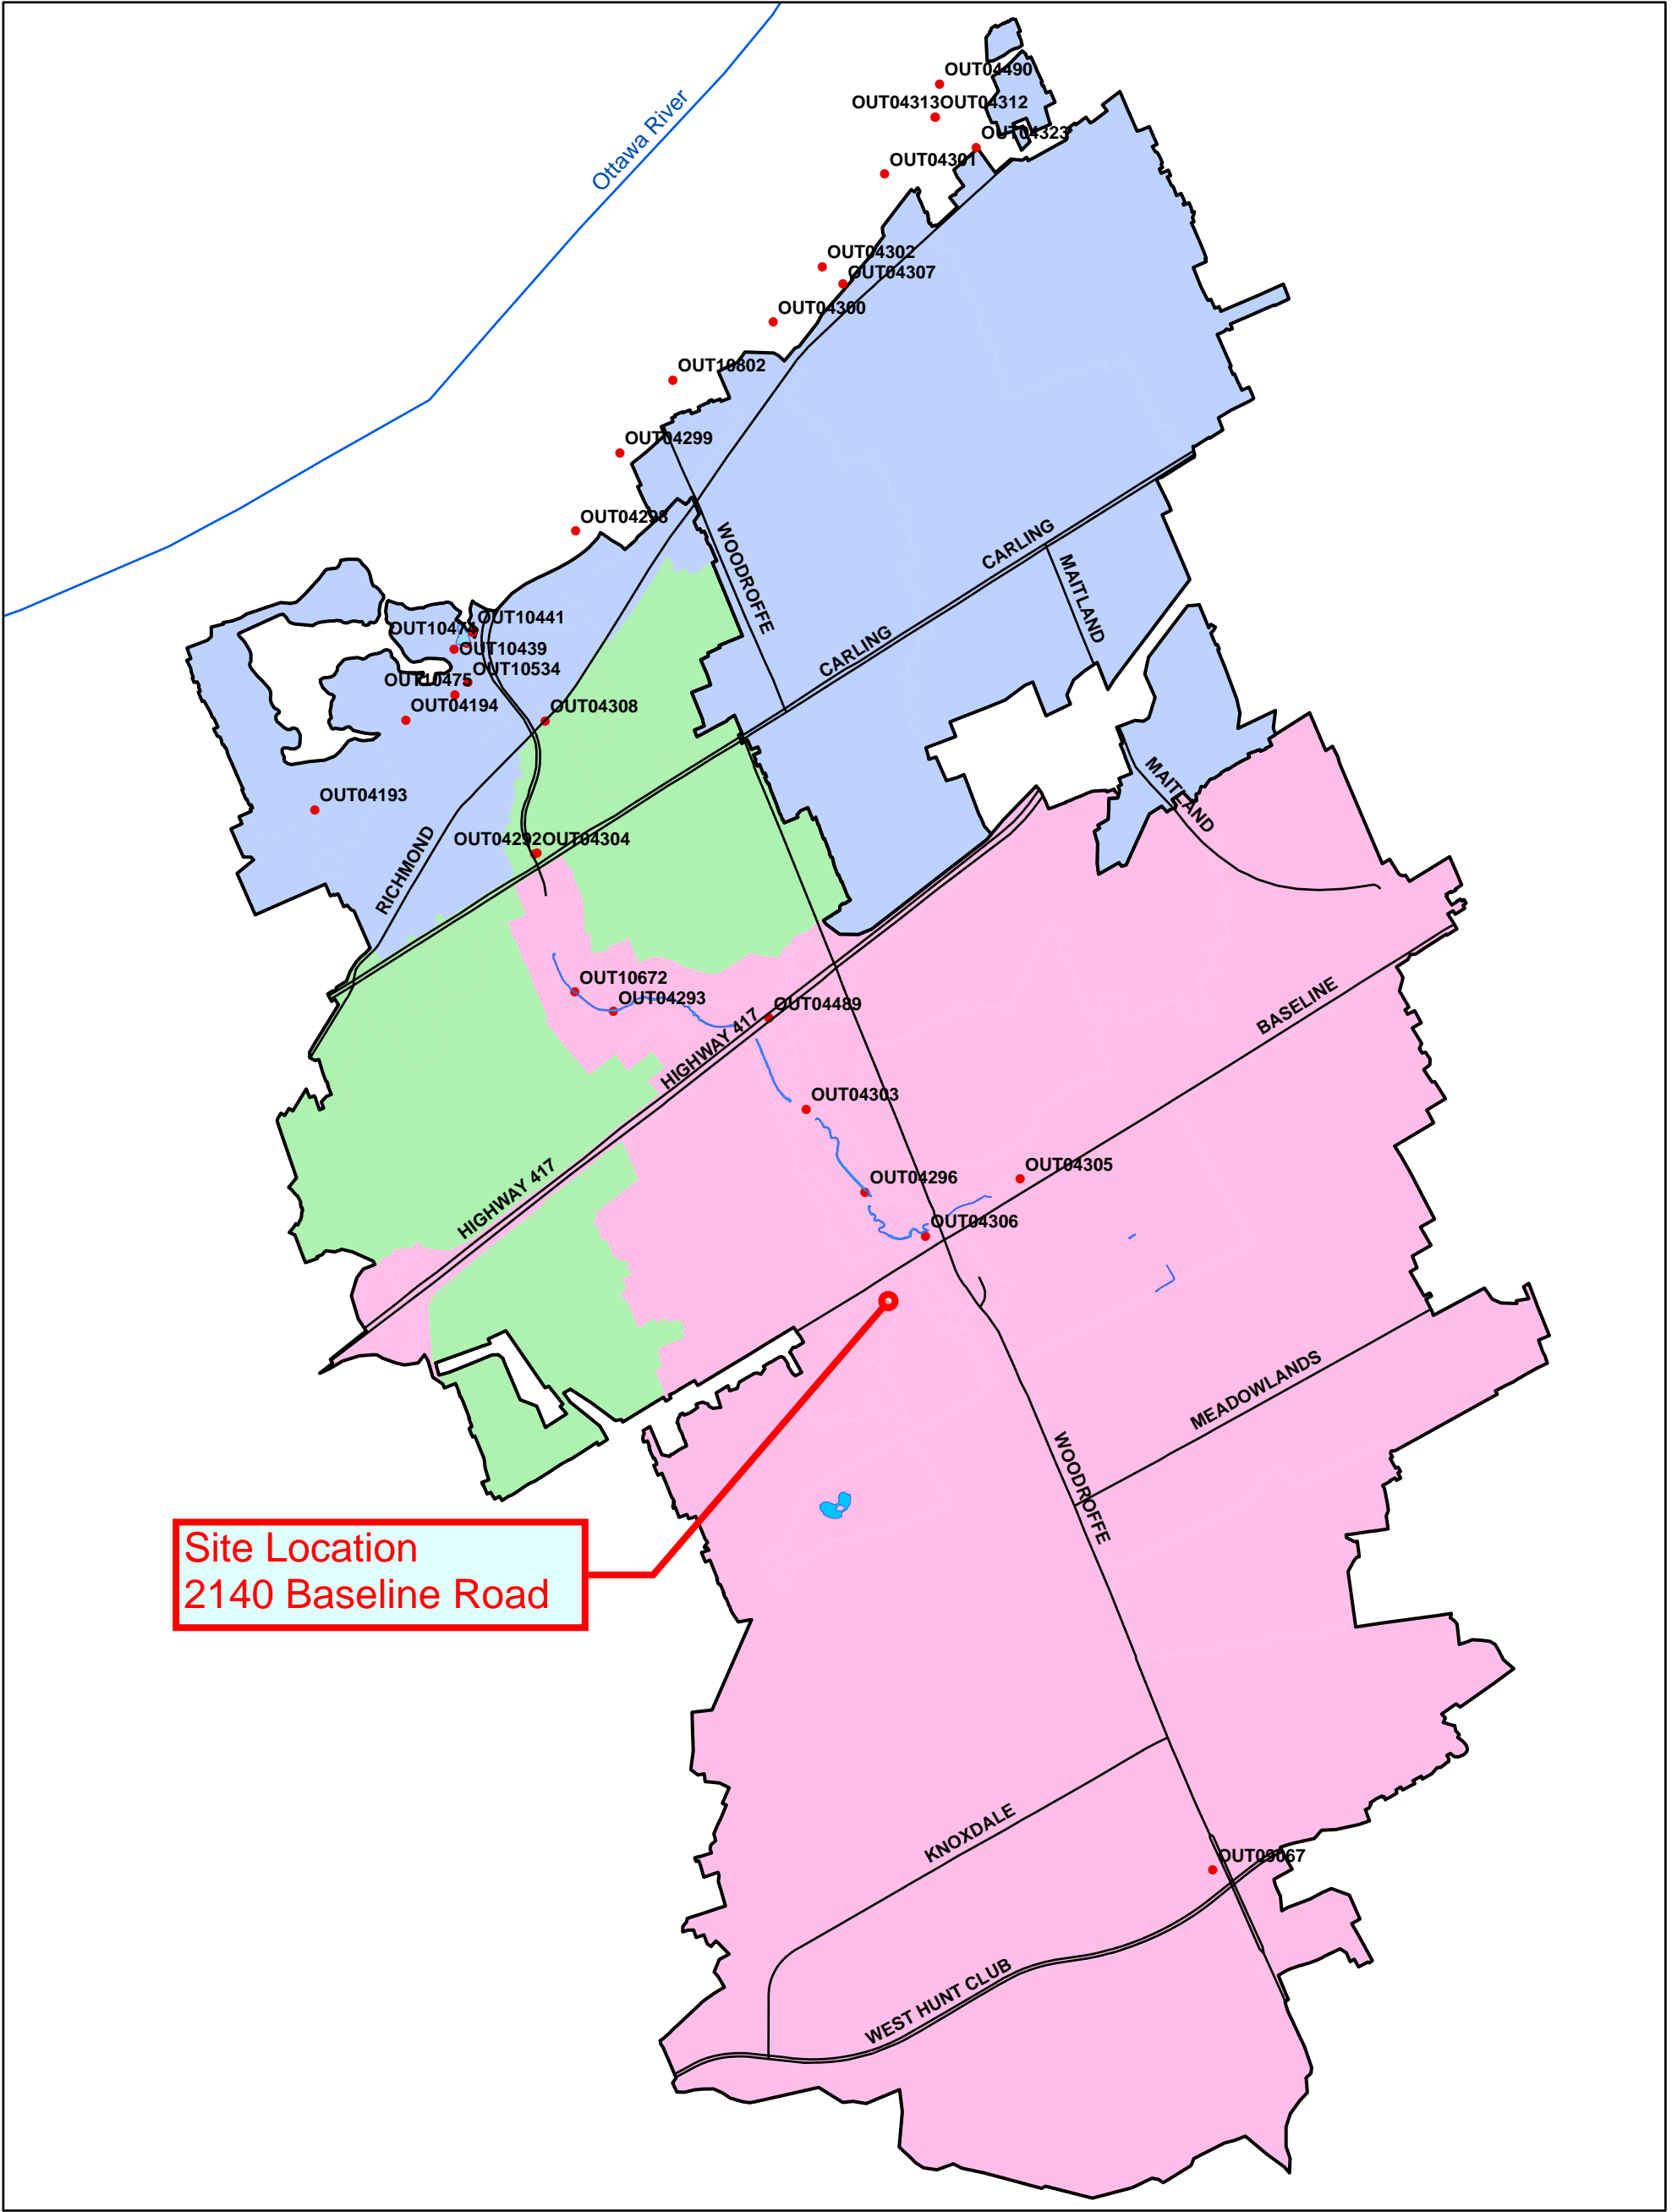 OUT04490
OUT04313OUT04312
OUT04323
Ottawa River
OUT04301
OUT04302
OUT04307
OUT04300
OUT10802
OUT04299
OUT04298
WOODROFFE
CARLING
MAITLAND
OUT10441
OUT10474
OUT10439
CARLING
OUT10534
OUT10475
OUT04194
OUT04308
MAITLAND
OUT04193
OUT04292OUT04304
RICHMOND
OUT10672
OUT04293
OUT04489
BASELINE
HIGHWAY 417
OUT04303
OUT04305
OUT04296
HIGHWAY 417
OUT04306
MEADOWLANDS
WOODROFFE
Site Location
2140 Baseline Road
KNOXDALE
OUT09067
WEST HUNT CLUB